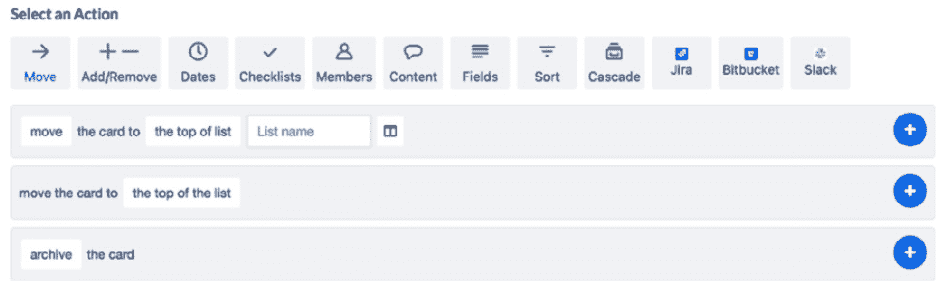 Select an Action
Move Add/Remove Dates Checklists Members Content Fields Sort Cascade Jira Bitbucket Slack
move the card to the top of list List name
move the card to the top of the list
archive the card